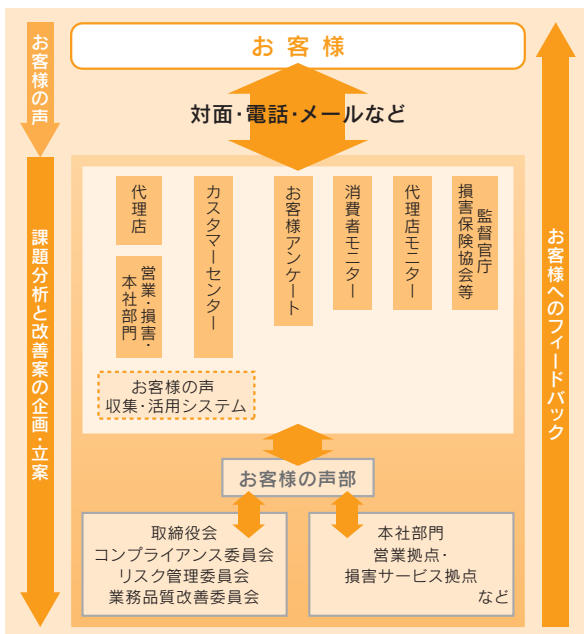 お客様
対面・電話・メールなど
お客様の声
課題分析と改善案の企画・立案
代理店
営業・損害・
本社部門
カスタマーセンター
お客様アンケート
消費者モニター
代理店モニター
監督官庁
損害保険協会等
お客様の声
収集・活用システム
お客様の声部
取締役会
コンプライアンス委員会
リスク管理委員会
業務品質改善委員会
本社部門
営業拠点・
損害サービス拠点
など
お客様へのフィードバック